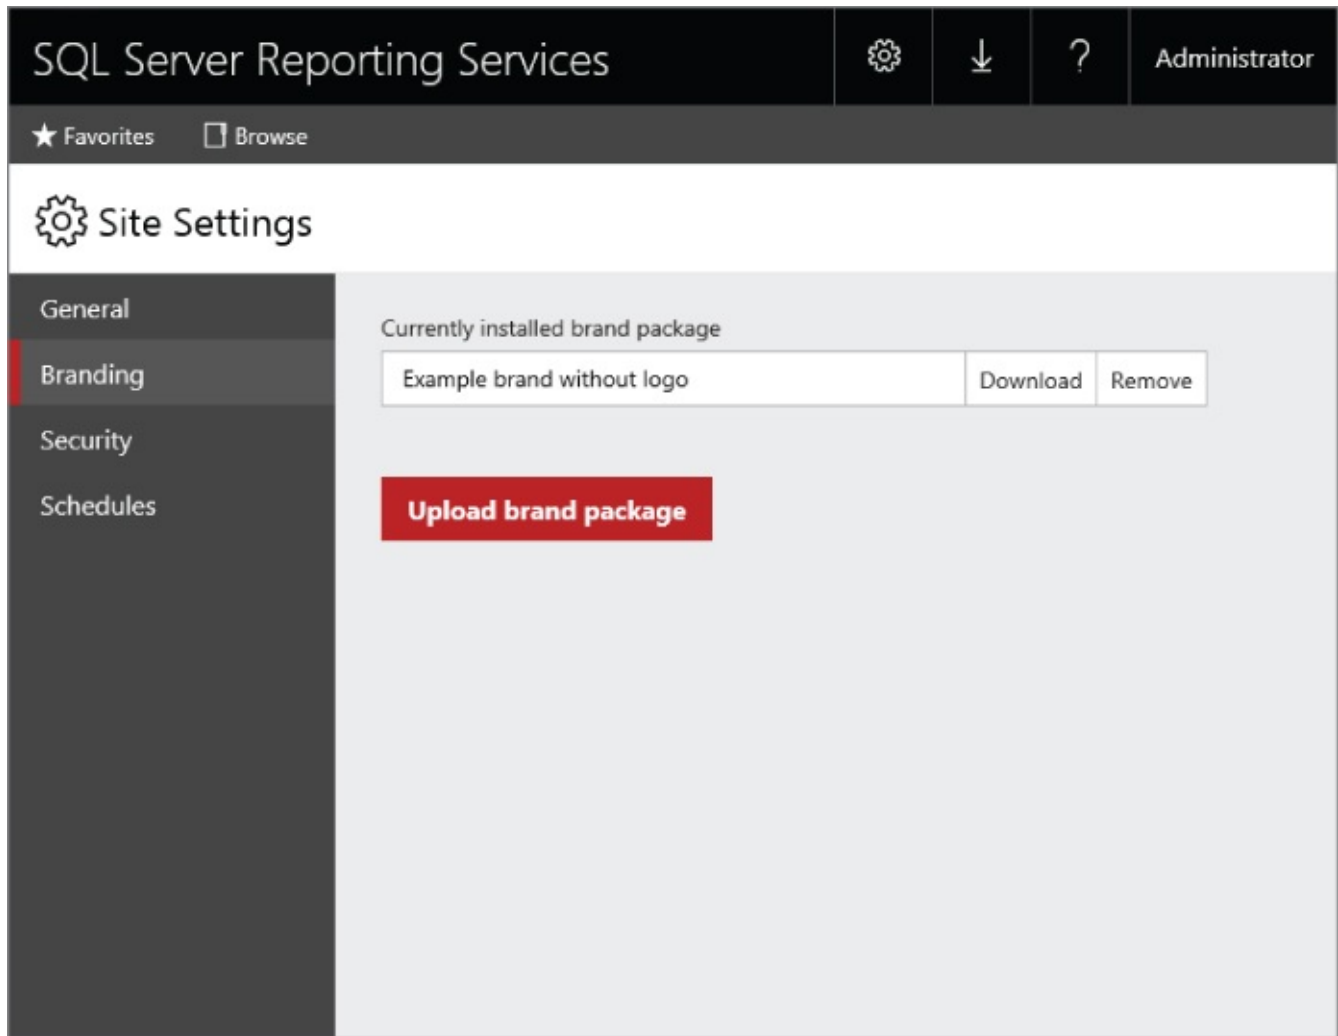 SQL Server Reporting Services ? Administrator
Favorites Browse
Site Settings
General
Currently installed brand package
Branding
Example brand without logo Download Remove
Security
Schedules
Upload brand package